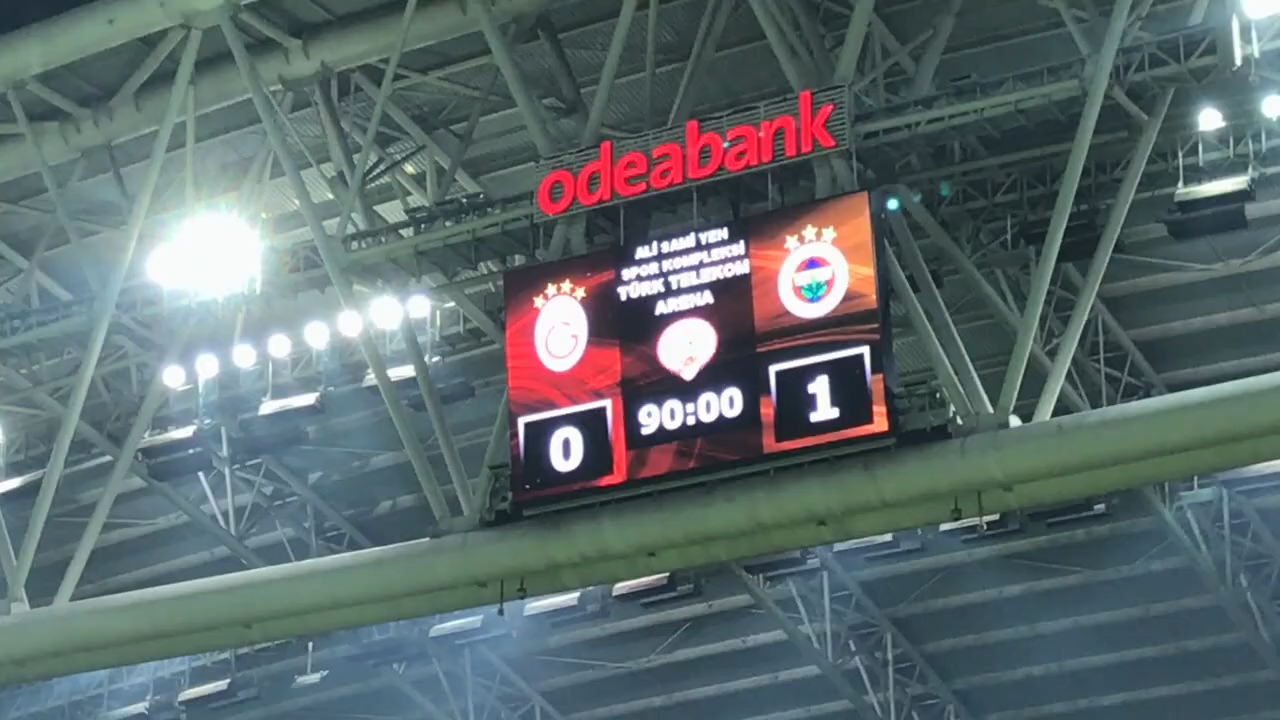 odeabank
ALİ SAMİ YEN
SPOR KOMPLEKSİ
TÜRK TELEKOM
ARENA
0
90:00
1